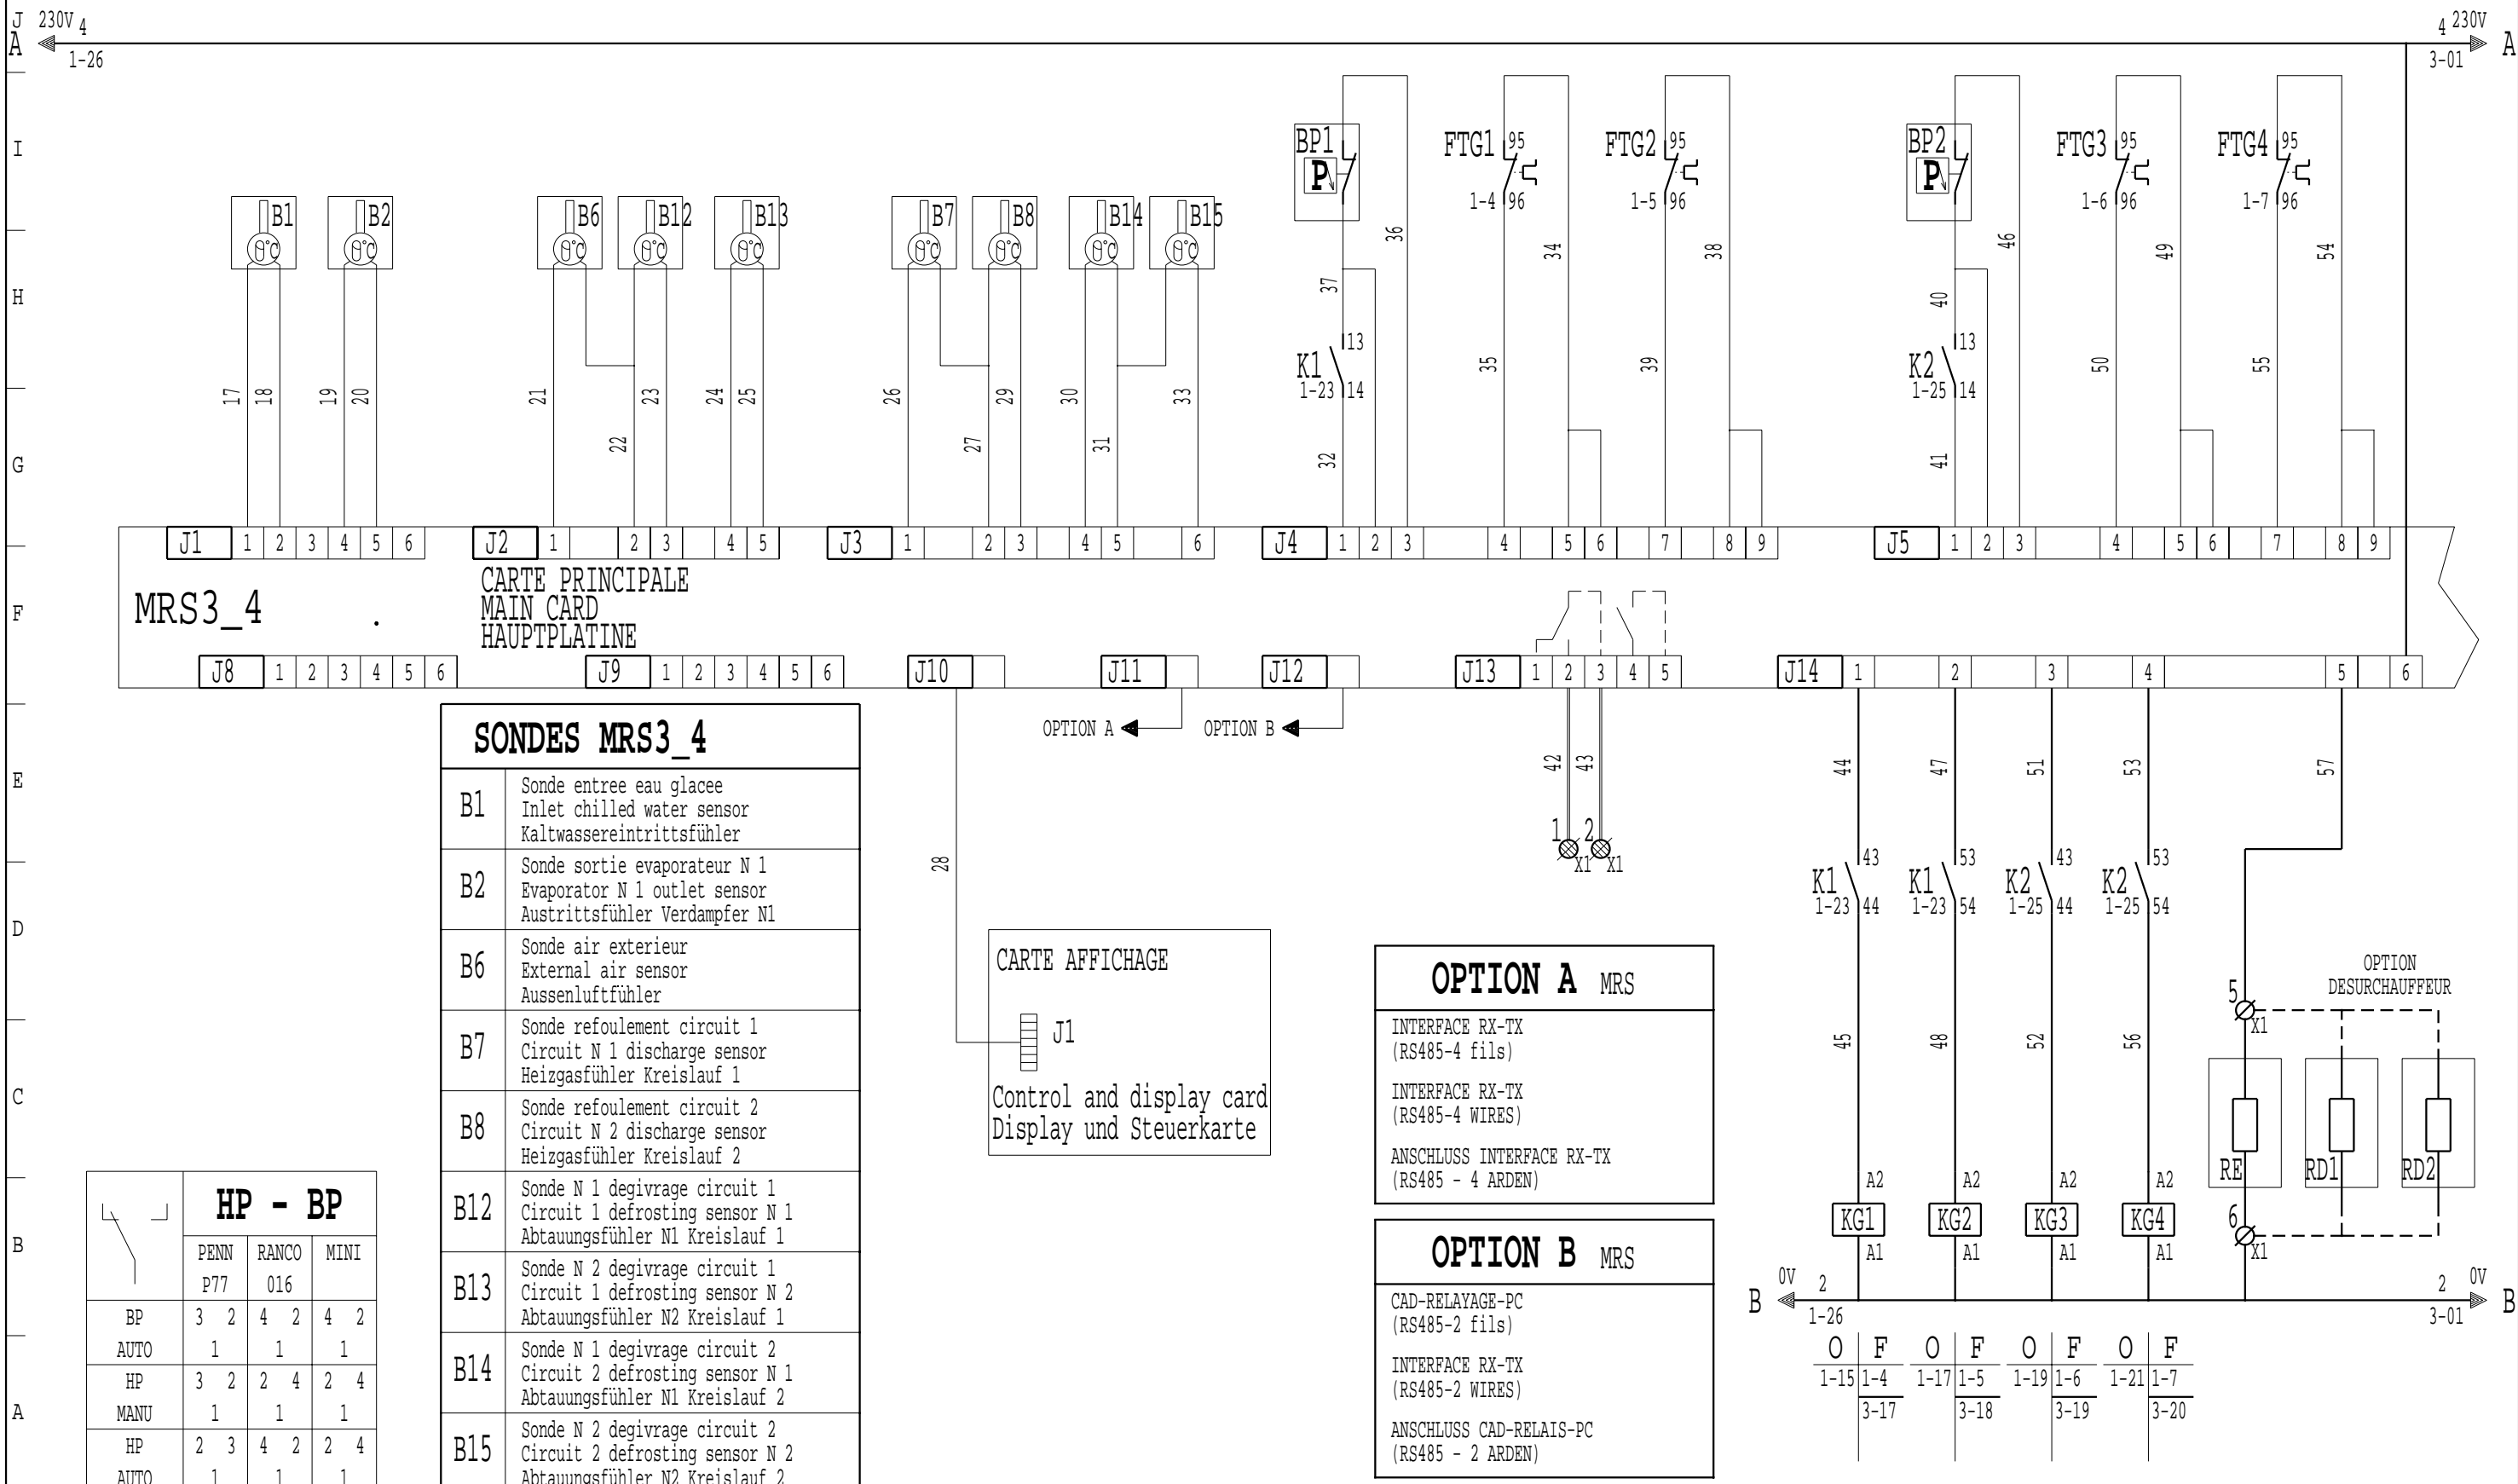 J 230V 4 4 230V
A A
1-26 3-01
BP1 FTG1 95 FTG2 95 BP2 FTG3 95 FTG4 95
I
P P
1-4 96 1-5 96 1-6 96 1-7 96
B1 B2 B6 B12 B13 B7 B8 B14 B15
θ°C θ°C θ°C θ°C θ°C θ°C θ°C θ°C θ°C
36 34 38 46 49 54
H
37 40
13 13
K1 K2
1-23 14 1-25 14
35 39 50 55
17 18 19 20 21 23 24 25 26 29 30 33
22 27 31 32 41
G
J1 1 2 3 4 5 6 J2 1 2 3 4 5 J3 1 2 3 4 5 6 J4 1 2 3 4 5 6 7 8 9 J5 1 2 3 4 5 6 7 8 9
CARTE PRINCIPALE
F MRS3_4 . MAIN CARD
HAUPTPLATINE
J8 1 2 3 4 5 6 J9 1 2 3 4 5 6 J10 J11 J12 J13 1 2 3 4 5 J14 1 2 3 4 5 6
OPTION A OPTION B
E
42 43 44 47 51 53 57
1 2
X1 X1
28
D
K1 43 K1 53 K2 43 K2 53
1-23 44 1-23 54 1-25 44 1-25 54
SONDES MRS3_4
B1
Sonde entree eau glacee
Inlet chilled water sensor
Kaltwassereintrittsfühler
B2
Sonde sortie evaporateur N 1
Evaporator N 1 outlet sensor
Austrittsfühler Verdampfer N1
B6
Sonde air exterieur
External air sensor
Aussenluftfühler
B7
Sonde refoulement circuit 1
Circuit N 1 discharge sensor
Heizgasfühler Kreislauf 1
B8
Sonde refoulement circuit 2
Circuit N 2 discharge sensor
Heizgasfühler Kreislauf 2
B12
Sonde N 1 degivrage circuit 1
Circuit 1 defrosting sensor N 1
Abtauungsfühler N1 Kreislauf 1
B13
Sonde N 2 degivrage circuit 1
Circuit 1 defrosting sensor N 2
Abtauungsfühler N2 Kreislauf 1
B14
Sonde N 1 degivrage circuit 2
Circuit 2 defrosting sensor N 1
Abtauungsfühler N1 Kreislauf 2
B15
Sonde N 2 degivrage circuit 2
Circuit 2 defrosting sensor N 2
Abtauungsfühler N2 Kreislauf 2
CARTE AFFICHAGE
J1
Control and display card
Display und Steuerkarte
OPTION A MRS
INTERFACE RX-TX
(RS485-4 fils)
INTERFACE RX-TX
(RS485-4 WIRES)
ANSCHLUSS INTERFACE RX-TX
(RS485 - 4 ARDEN)
OPTION B MRS
CAD-RELAYAGE-PC
(RS485-2 fils)
INTERFACE RX-TX
(RS485-2 WIRES)
ANSCHLUSS CAD-RELAIS-PC
(RS485 - 2 ARDEN)
OPTION
DESURCHAUFFEUR
5
X1
45 48 52 56
C
RE RD1 RD2
A2 A2 A2 A2
KG1 KG2 KG3 KG4
A1 A1 A1 A1
6
X1
B
0V 2 2 0V
B B
1-26 3-01
O F O F O F O F
1-15 1-4 1-17 1-5 1-19 1-6 1-21 1-7
3-17 3-18 3-19 3-20
A
HP - BP
PENN RANCO MINI
P77 016
BP 3 2 4 2 4 2
AUTO 1 1 1
HP 3 2 2 4 2 4
MANU 1 1 1
HP 2 3 4 2 2 4
AUTO 1 1 1